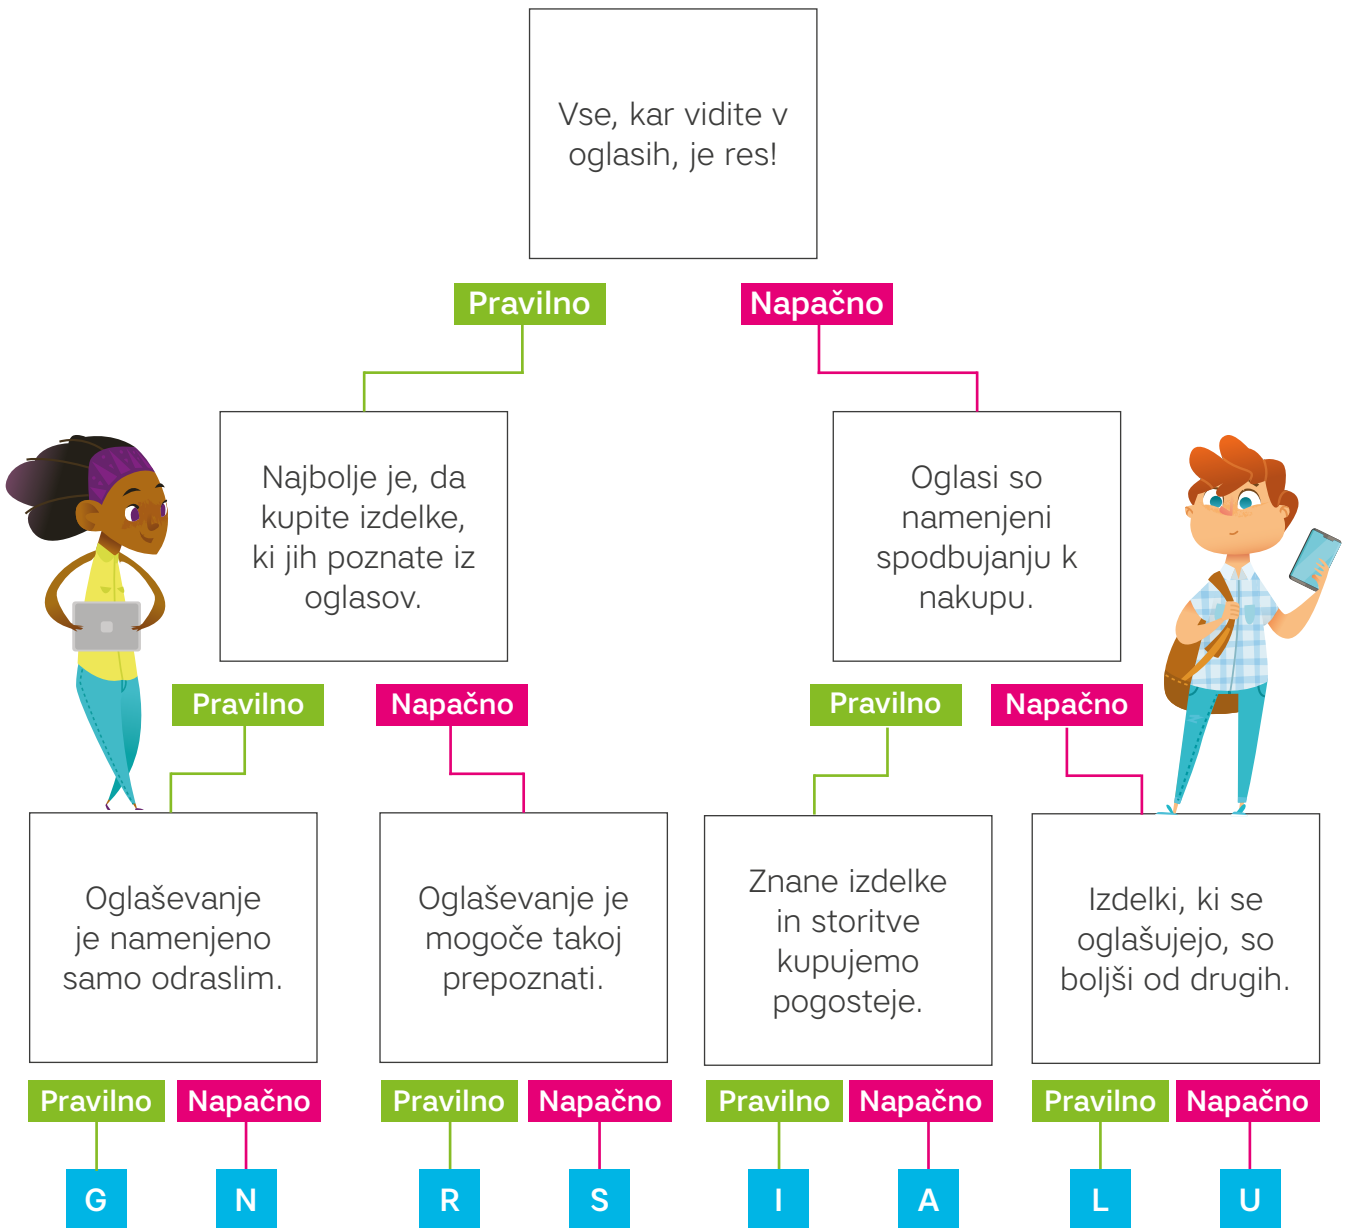 Vse, kar vidite v
oglasih, je res!
Pravilno
Napačno
Najbolje je, da
kupite izdelke,
ki jih poznate iz
oglasov.
Oglasi so
namenjeni
spodbujanju k
nakupu.
Pravilno
Napačno
Pravilno
Napačno
Oglaševanje
je namenjeno
samo odraslim.
Oglaševanje je
mogoče takoj
prepoznati.
Znane izdelke
in storitve
kupujemo
pogosteje.
Izdelki, ki se
oglašujejo, so
boljši od drugih.
Pravilno
Napačno
Pravilno
Napačno
Pravilno
Napačno
Pravilno
Napačno
G
N
R
S
I
A
L
U